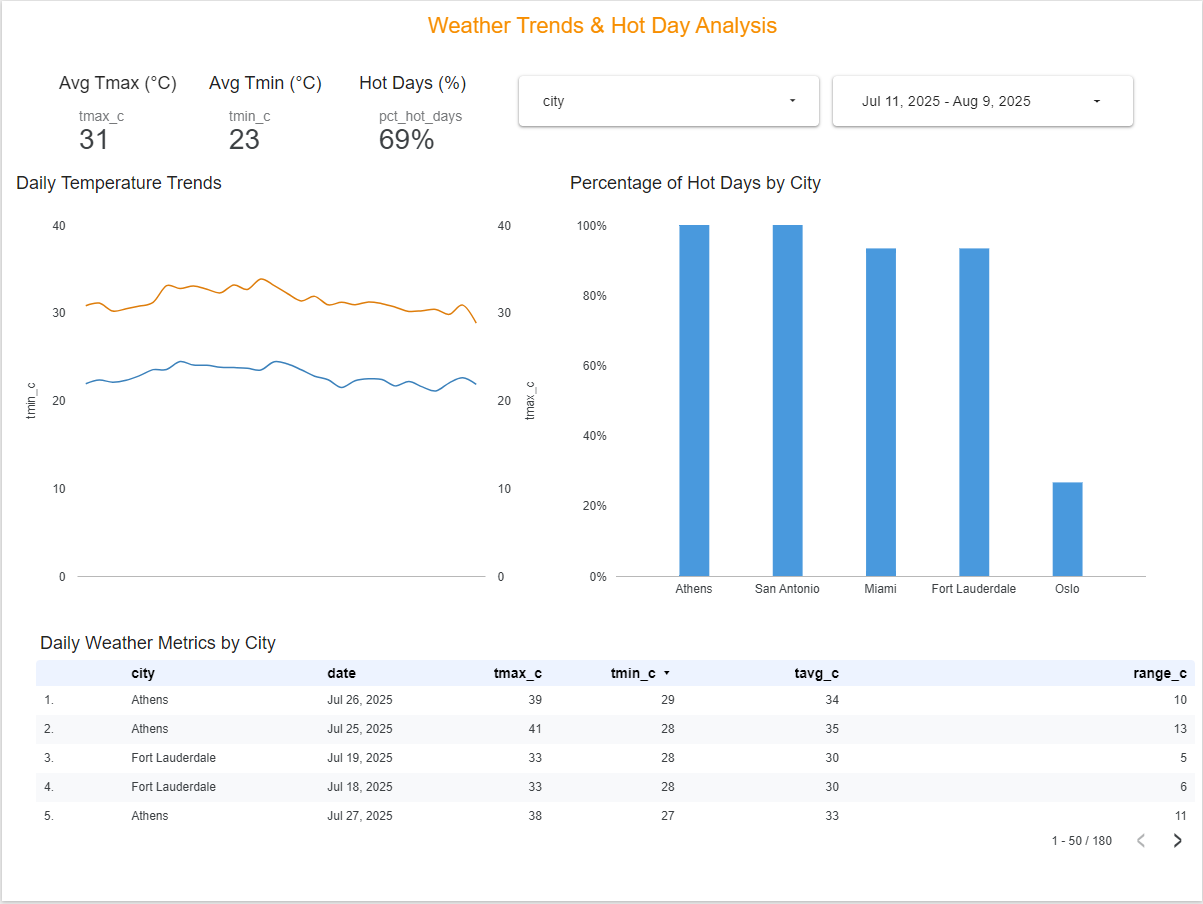 Weather Trends & Hot Day Analysis
Avg Tmax (°C) Avg Tmin (°C) Hot Days (%)
tmax_c tmin_c pct_hot_days
31 23 69%
city
Jul 11, 2025 - Aug 9, 2025
Daily Temperature Trends
40
30
20
10
0
tmin_c
40
30
20
10
0
tmax_c
Percentage of Hot Days by City
100%
80%
60%
40%
20%
0%
Athens San Antonio Miami Fort Lauderdale Oslo
Daily Weather Metrics by City
city date tmax_c tmin_c tavg_c range_c
1. Athens Jul 26, 2025 39 29 34 10
2. Athens Jul 25, 2025 41 28 35 13
3. Fort Lauderdale Jul 19, 2025 33 28 30 5
4. Fort Lauderdale Jul 18, 2025 33 28 30 6
5. Athens Jul 27, 2025 38 27 33 11
1 - 50 / 180